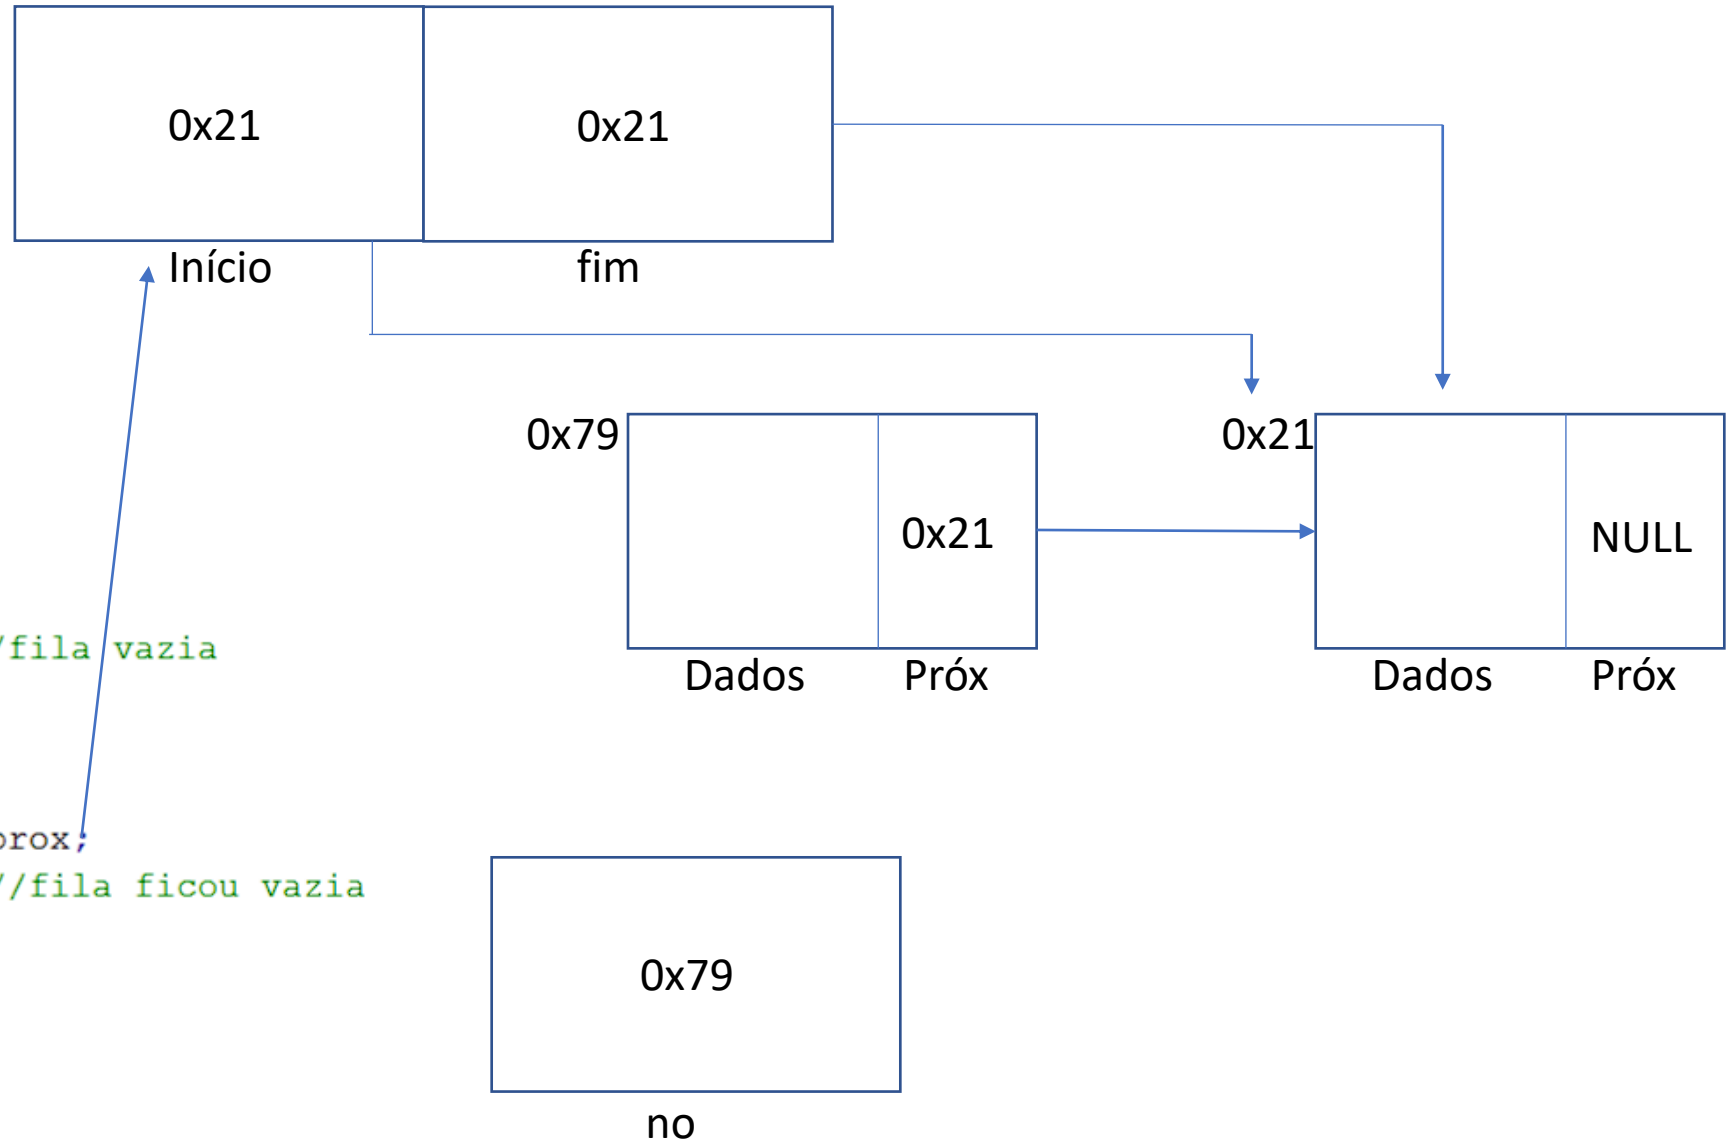 0x21 0x21
Início fim
0x79 0x21
0x21 NULL
/fila vazia
Dados Próx Dados Próx
prox;
//fila ficou vazia
0x79
no